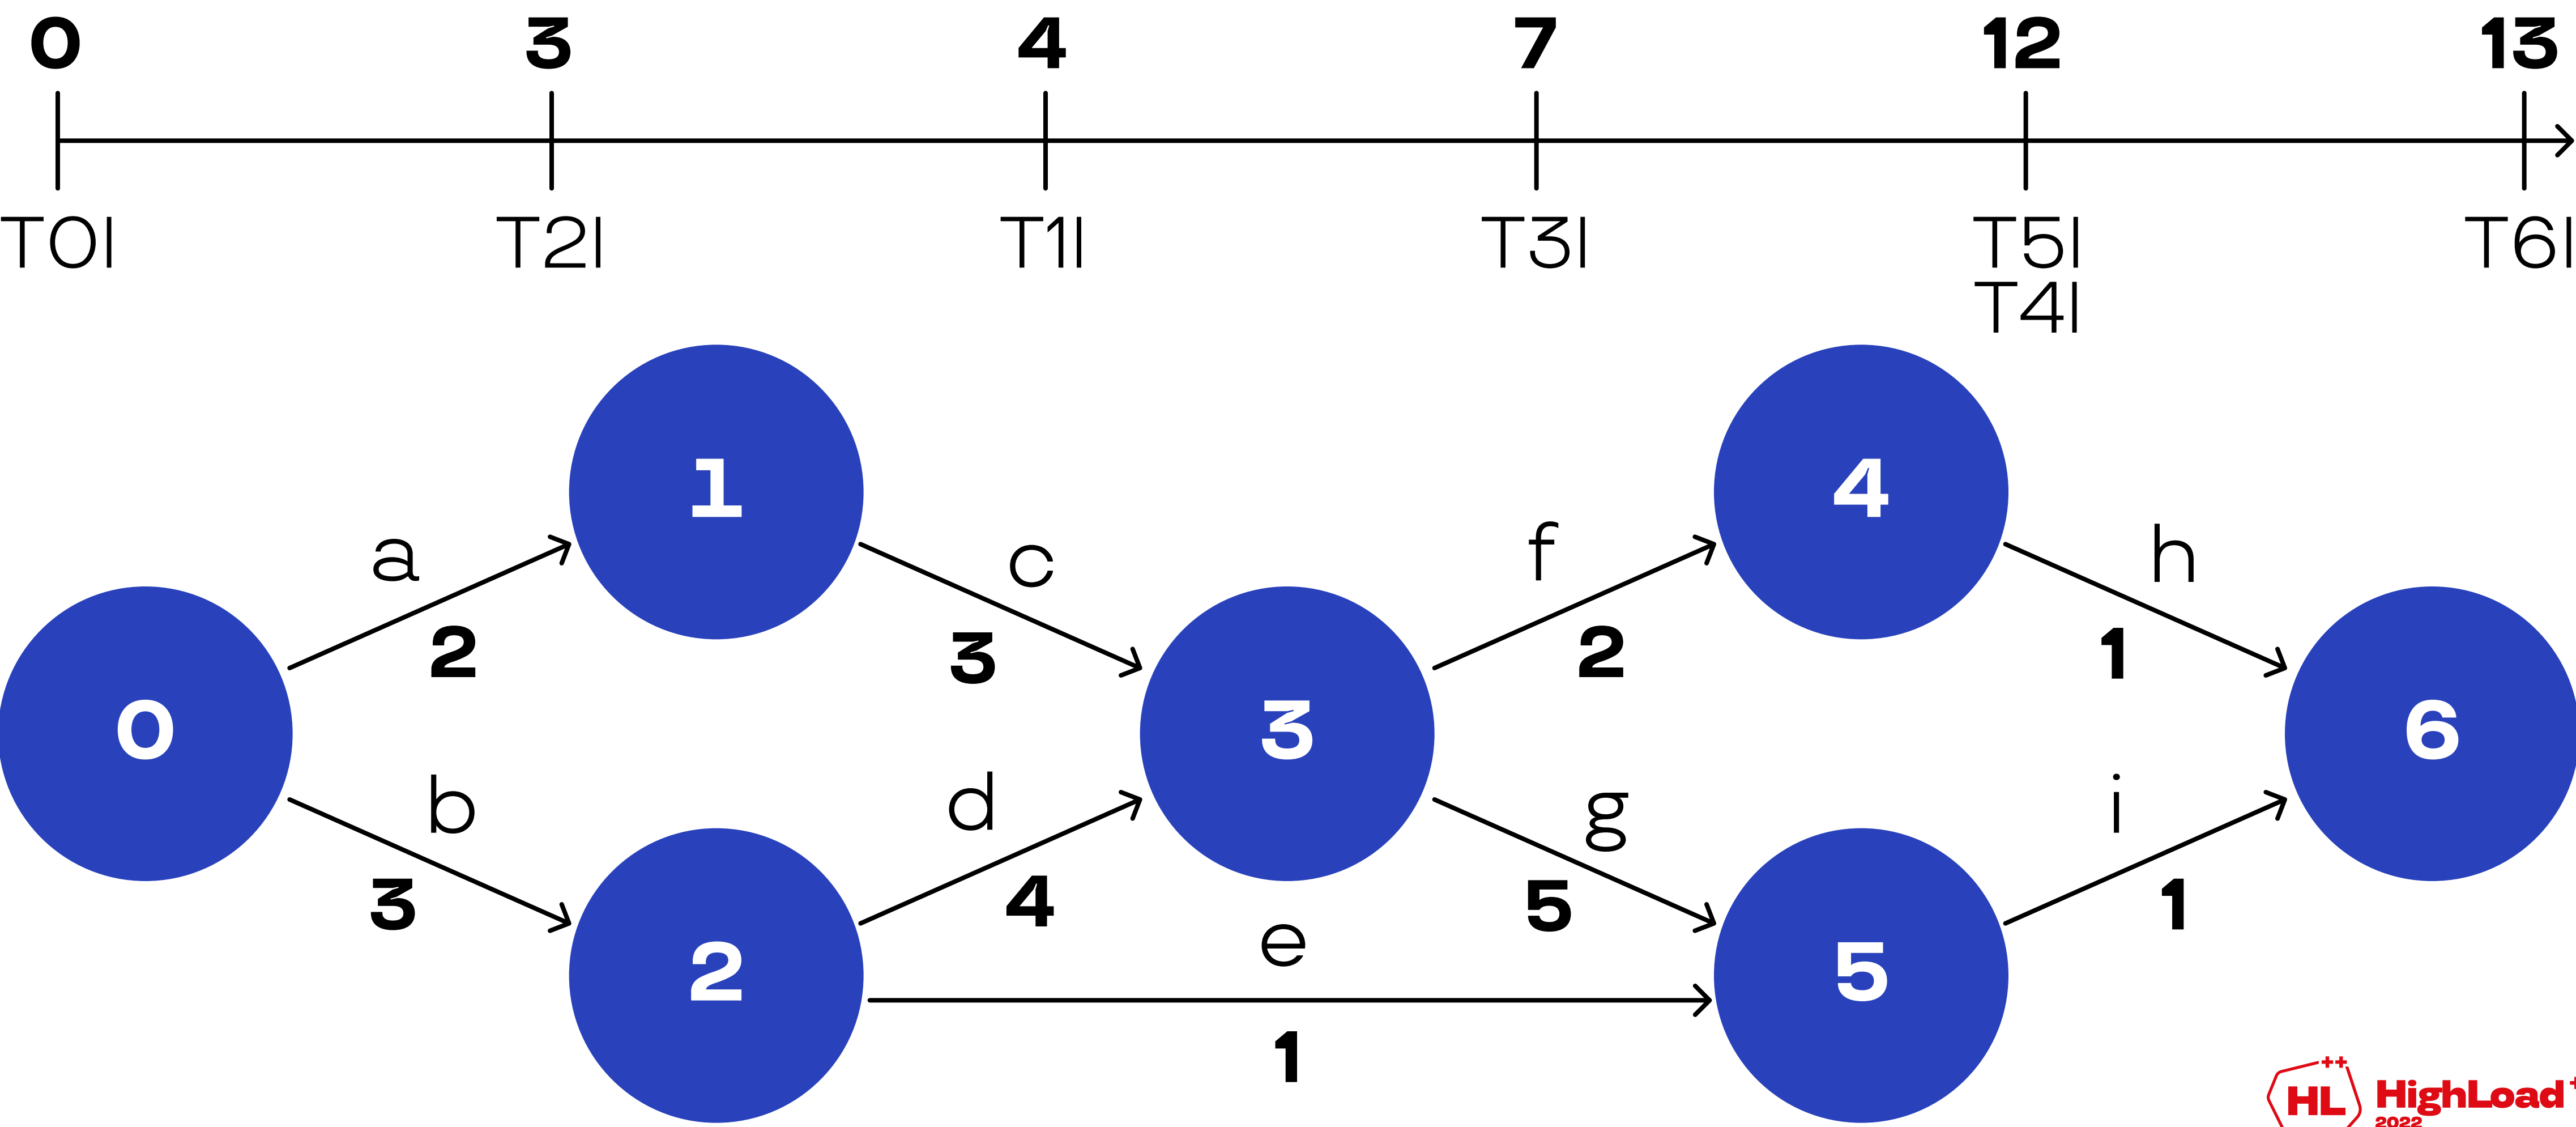 0 3 4 7 12 13
T0l T2l T1l T3l T5l T6l
T4l
1 4
a c f h
2 3 2 1
0 3 6
b d g i
3 4 5 1
2 e 5
1
++
HL HighLoad+
2022